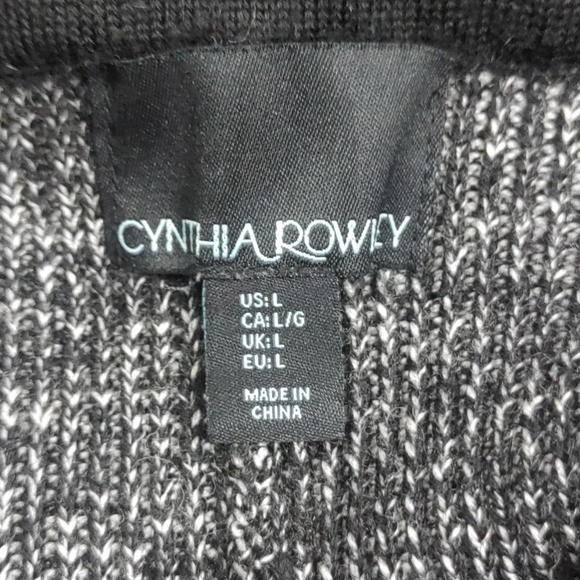 CYNTHIA ROWLEY
US: L
CA: L/G
UK: L
EU: L
MADE IN
CHINA